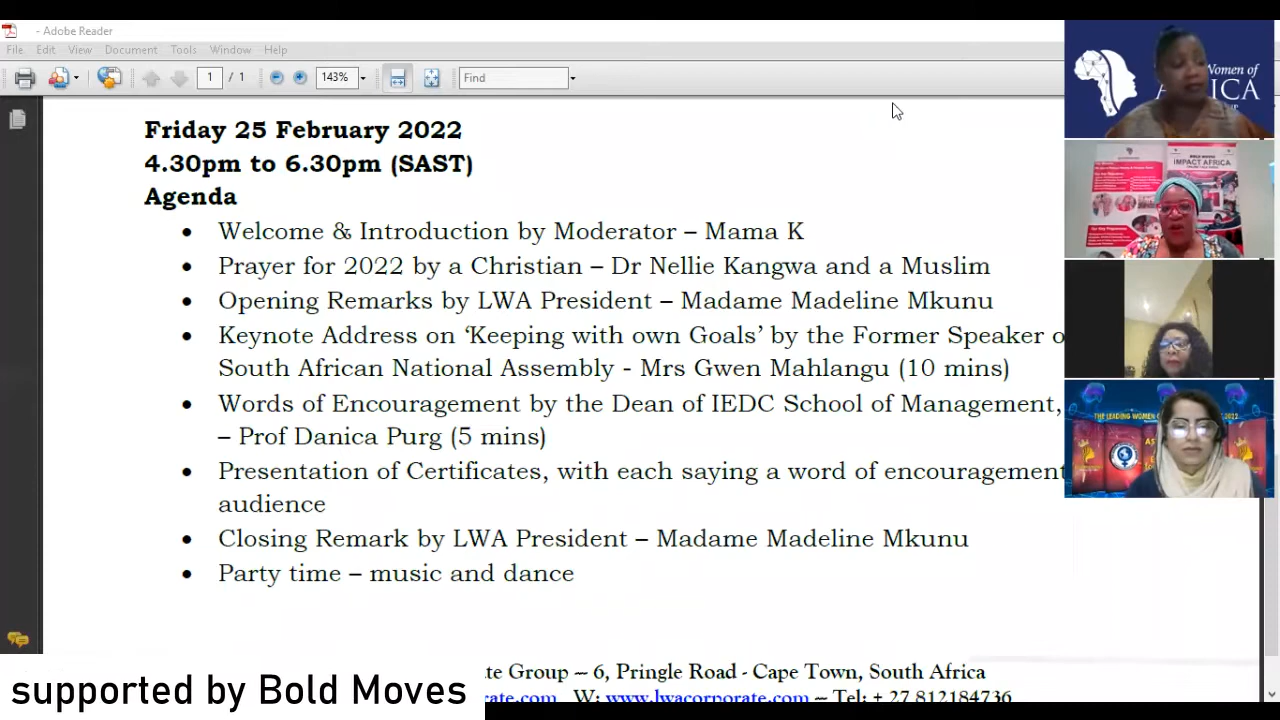 - Adobe Reader
File Edit View Document Tools Window Help
1 / 1 143% Find
Friday 25 February 2022
4.30pm to 6.30pm (SAST)
Agenda
• Welcome & Introduction by Moderator – Mama K
• Prayer for 2022 by a Christian – Dr Nellie Kangwa and a Muslim
• Opening Remarks by LWA President – Madame Madeline Mkunu
• Keynote Address on ‘Keeping with own Goals’ by the Former Speaker o
South African National Assembly - Mrs Gwen Mahlangu (10 mins)
• Words of Encouragement by the Dean of IEDC School of Management,
– Prof Danica Purg (5 mins)
• Presentation of Certificates, with each saying a word of encouragement
audience
• Closing Remark by LWA President – Madame Madeline Mkunu
• Party time – music and dance
te Group – 6, Pringle Road - Cape Town, South Africa
rate.com W: www.lwacorporate.com – Tel: + 27 812184736
supported by Bold Moves
Women of
IMPACT AFRICA
THE LEADING WOMEN
2022